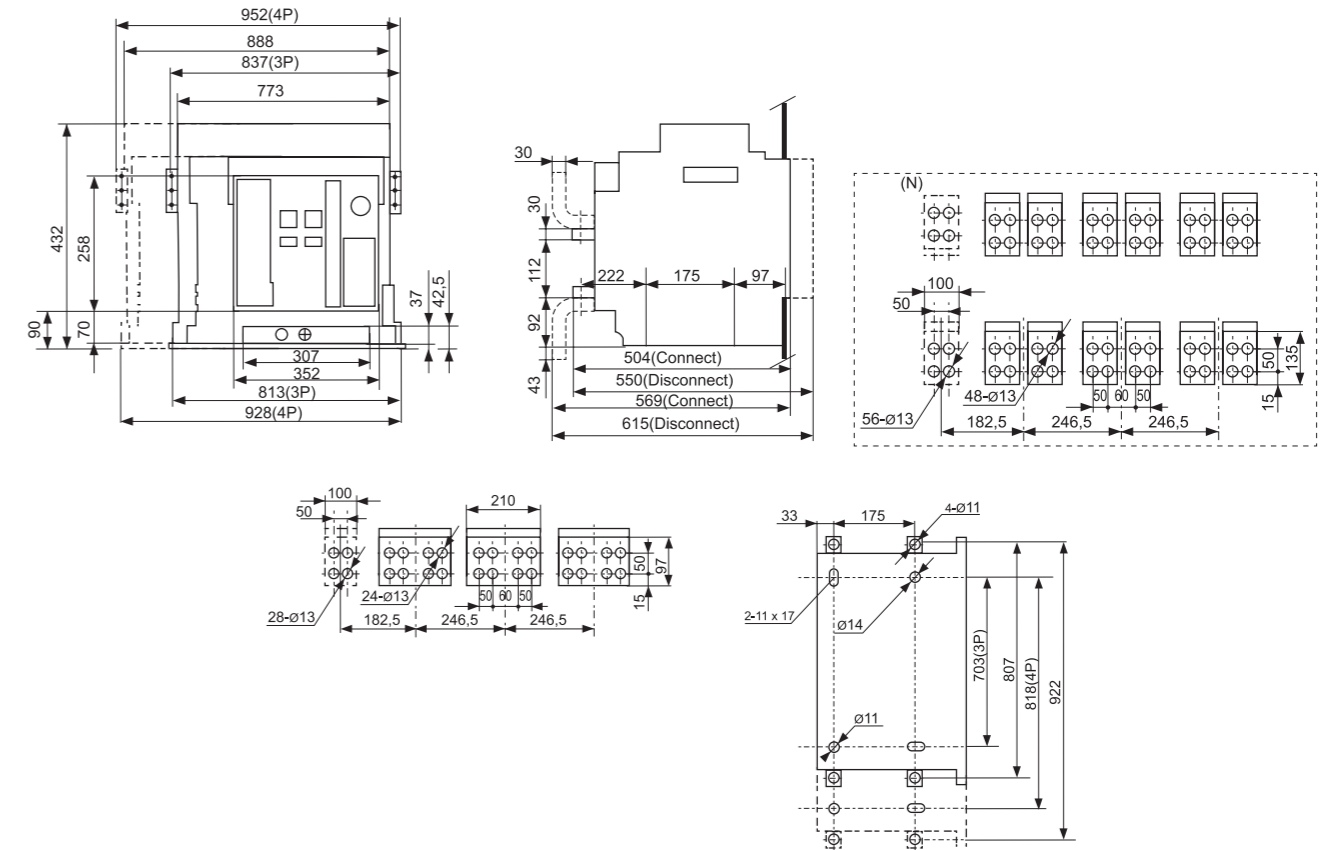 952(4P)
888
837(3P)
773
432
258
90
70
37
42,5
307
352
813(3P)
928(4P)
30
30
112
222
175
97
92
43
504(Connect)
550(Disconnect)
569(Connect)
615(Disconnect)
(N)
100
50
50
135
15
48-Ø13
50
60
50
56-Ø13
182,5
246,5
246,5
100
50
210
50
97
15
24-Ø13
50
60
50
28-Ø13
182,5
246,5
246,5
33
175
4-Ø11
2-11 x 17
Ø14
703(3P)
807
818(4P)
922
Ø11